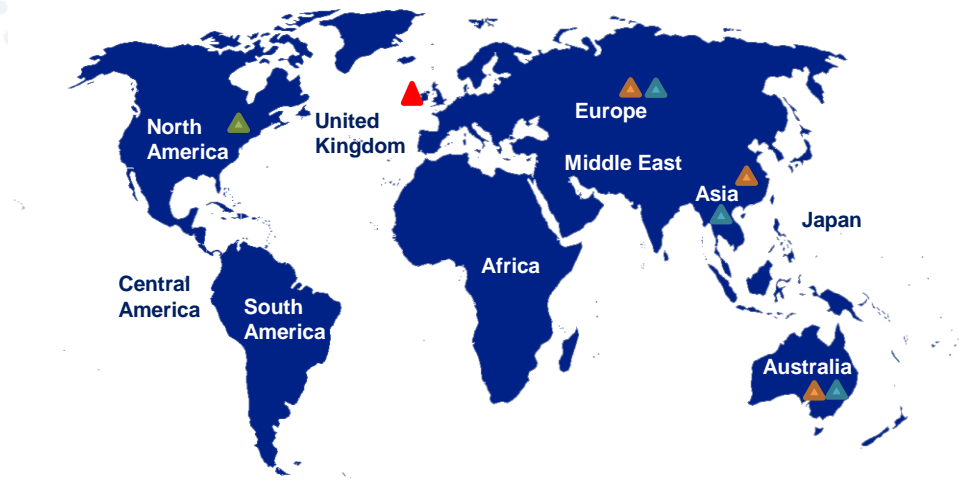 North
America
United
Kingdom
Europe
Middle East
Asia
Japan
Africa
Central
America
South
America
Australia